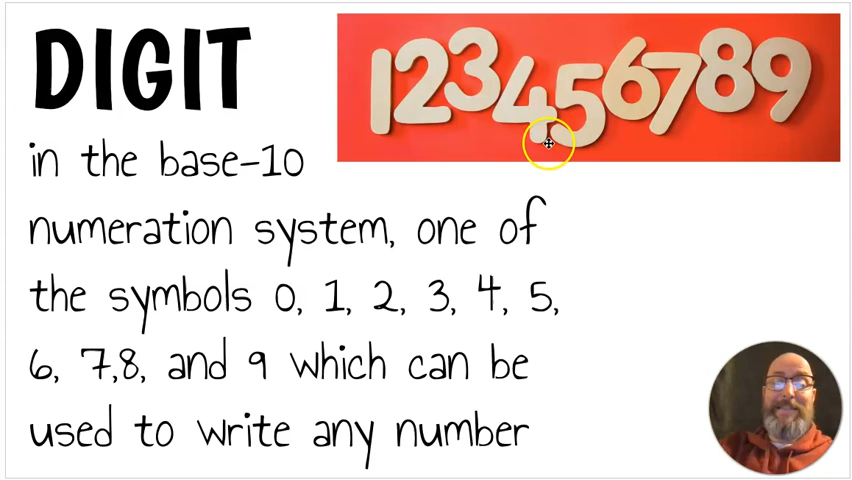 DIGIT
123456789
in the base-10
numeration system, one of
the symbols 0, 1, 2, 3, 4, 5,
6, 7,8, and 9 which can be
used to write any number